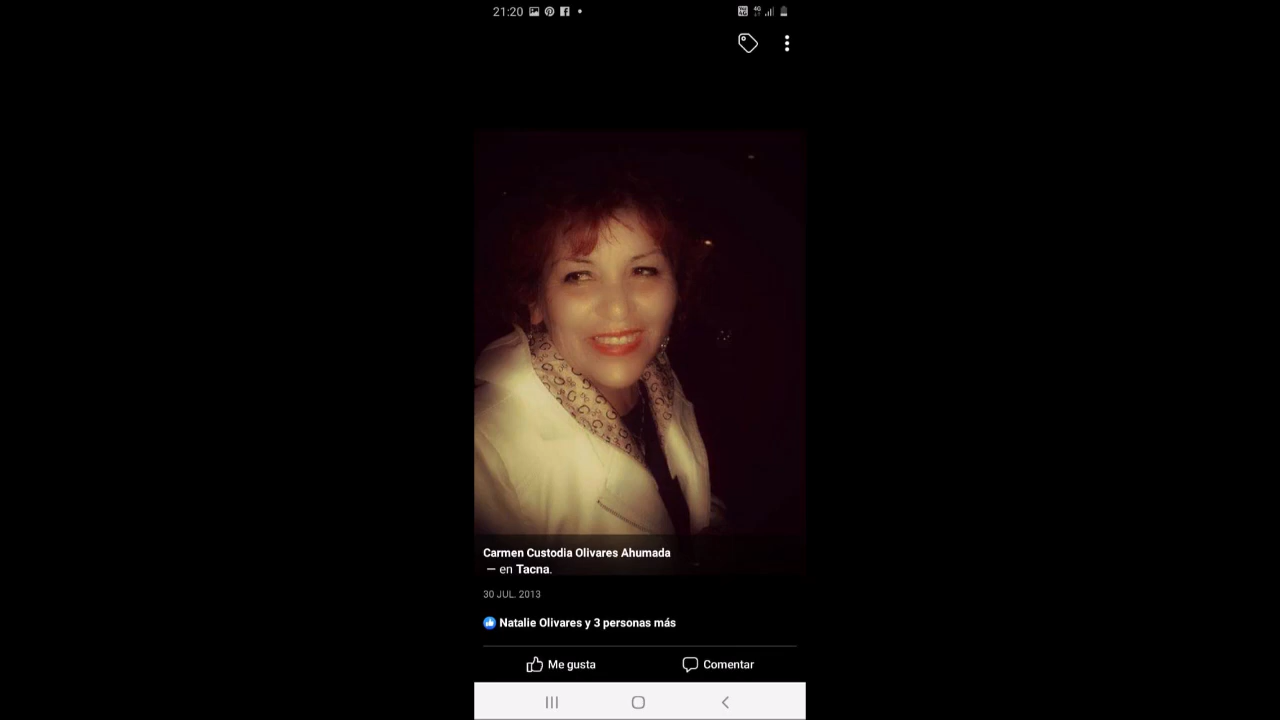 21:20
4G
Carmen Custodia Olivares Ahumada
— en Tacna.
30 JUL. 2013
Natalie Olivares y 3 personas más
Me gusta
Comentar